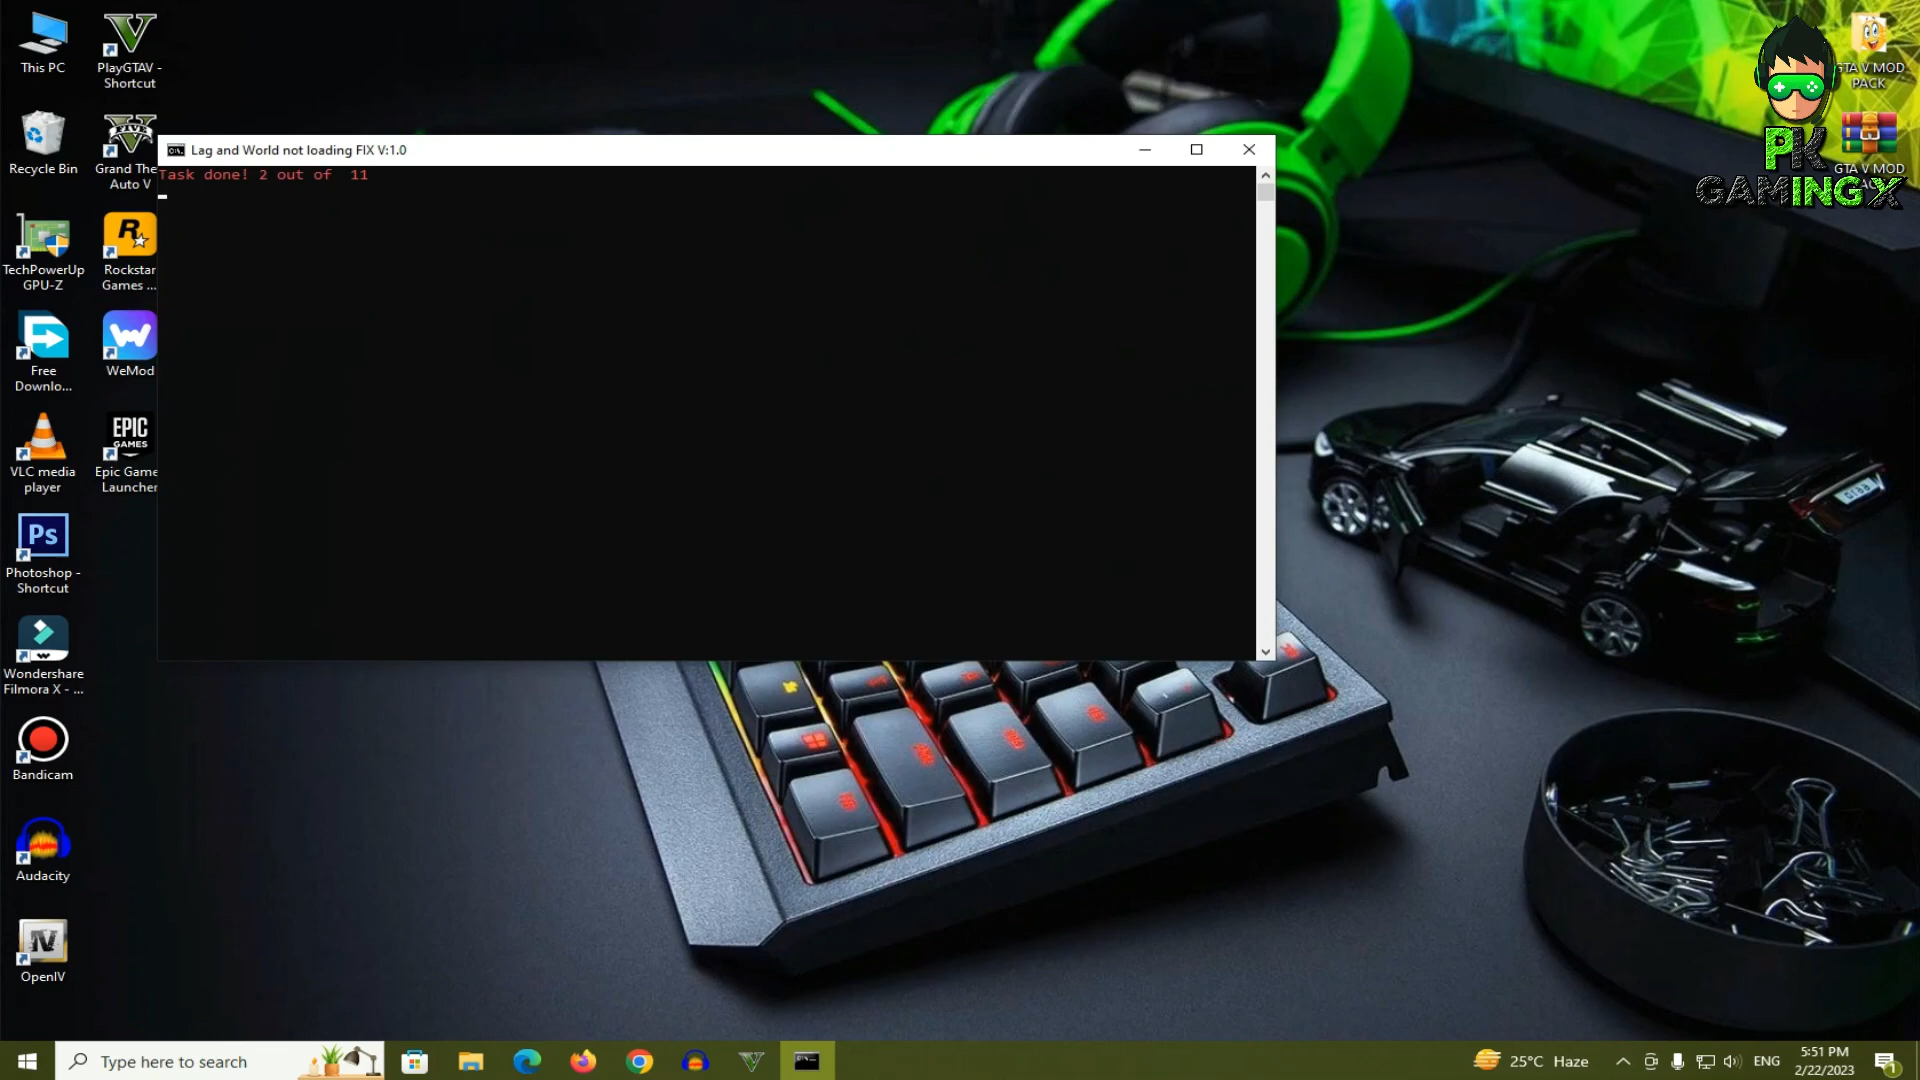 This PC
PlayGTAV -
Shortcut
Recycle Bin
Grand The
Auto V
TechPowerUp
GPU-Z
Rockstar
Games ...
Free
Downlo...
WeMod
VLC media
player
EPIC
GAMES
Epic Game
Launcher
Ps
Photoshop -
Shortcut
Wondershare
Filmora X - ...
Bandicam
Audacity
OpenIV
Lag and World not loading FIX V:1.0
Task done! 2 out of  11
GTA V MOD
PACK
PK
GAMINGX
GTA V MOD
Type here to search
25°C Haze
ENG
5:51 PM
2/22/2023
1